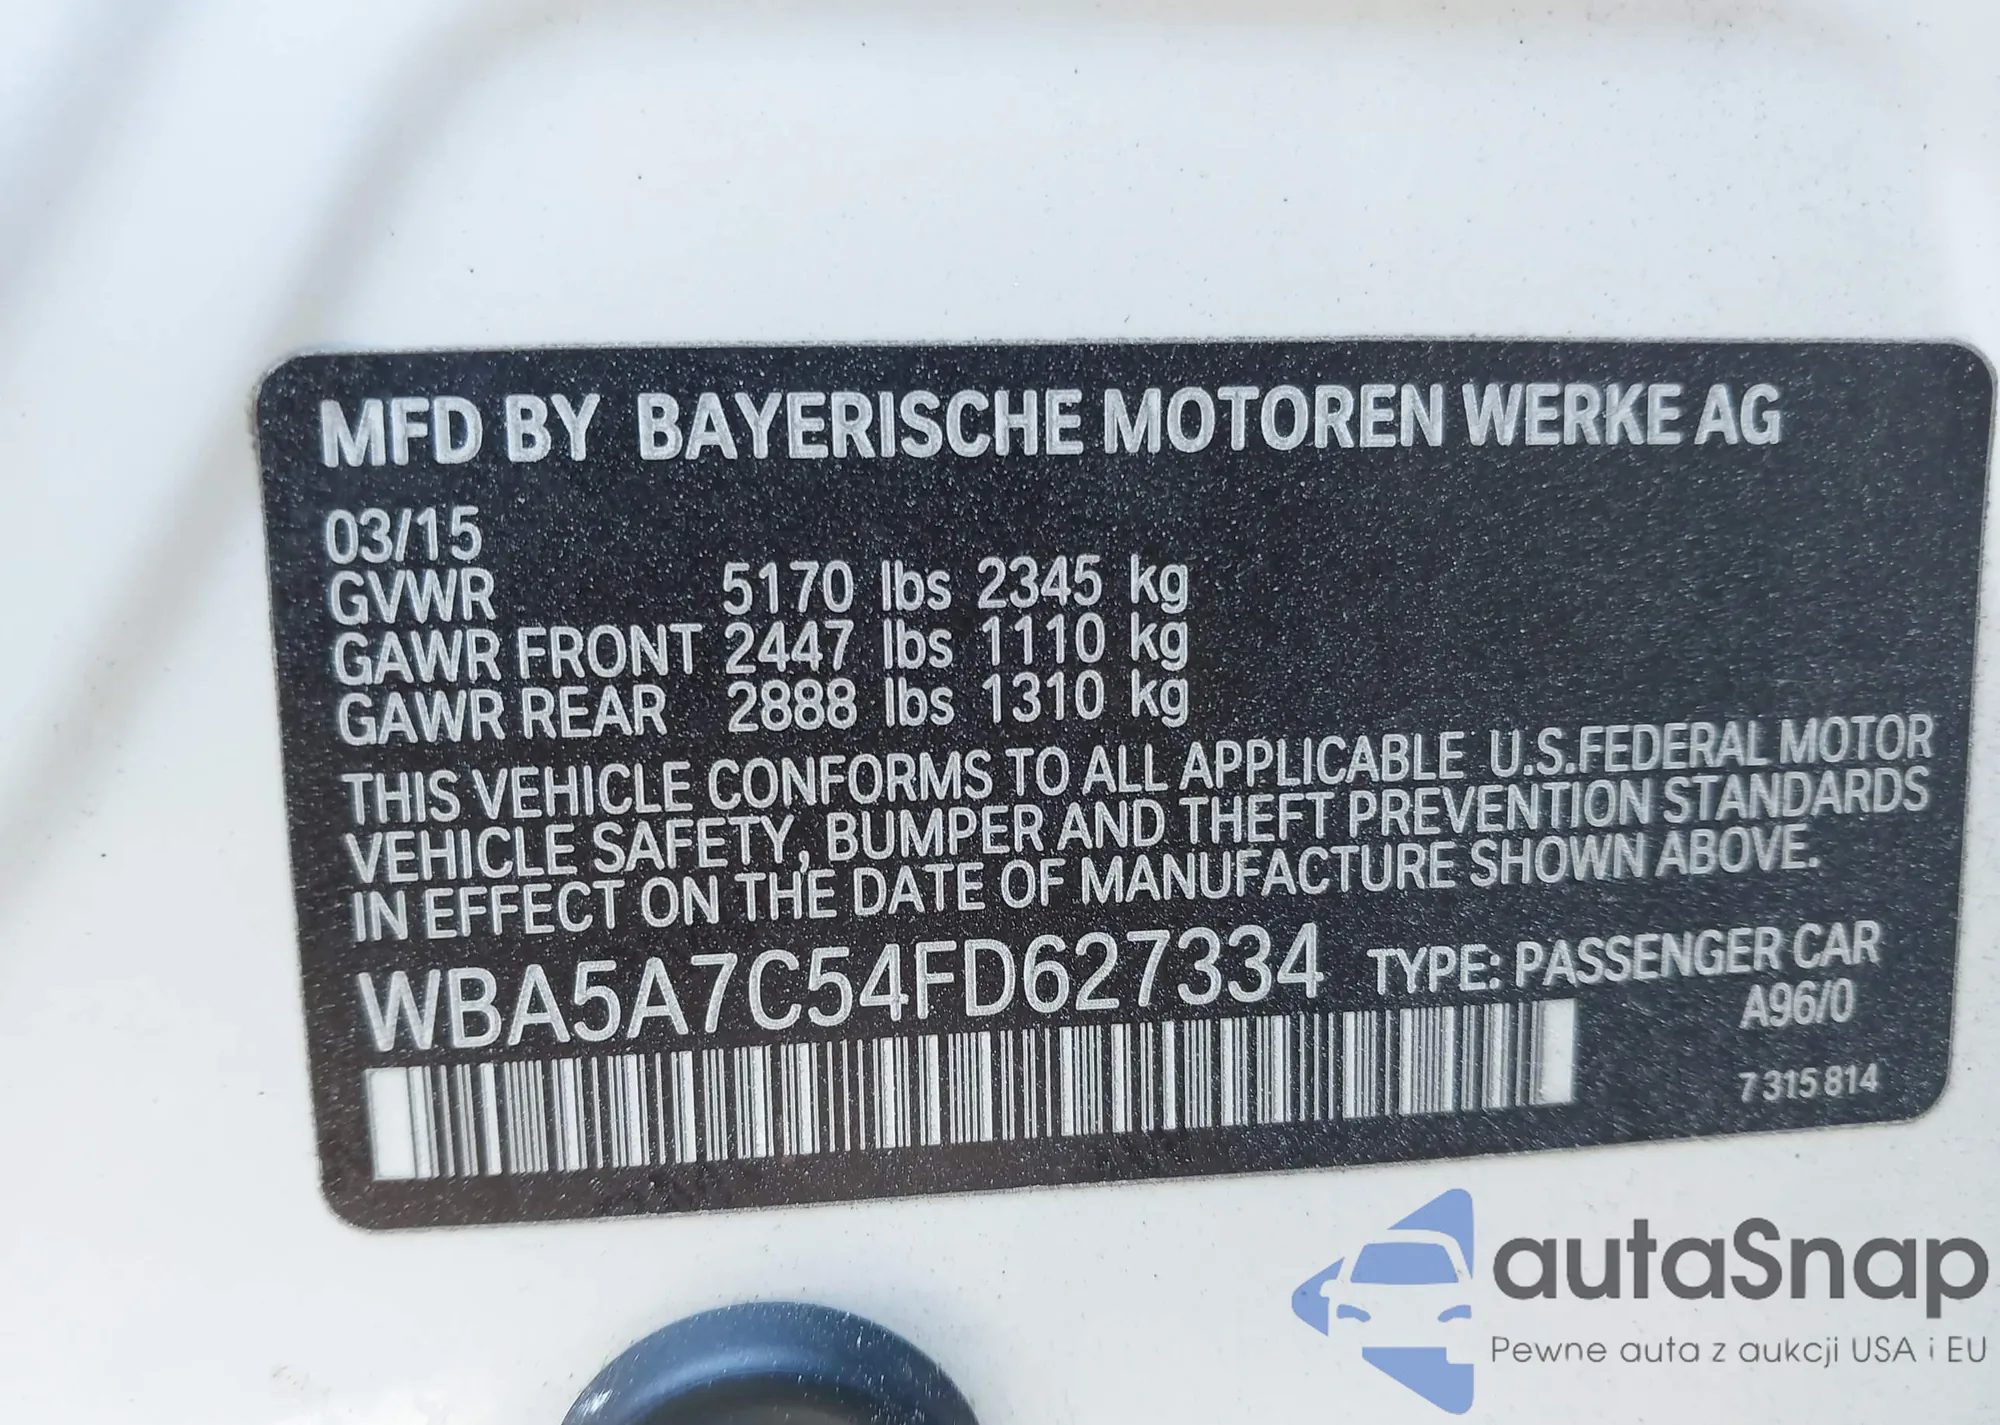 MFD BY BAYERISCHE MOTOREN WERKE AG
03/15
GVWR 5170 lbs 2345 kg
GAWR FRONT 2447 lbs 1110 kg
GAWR REAR 2888 lbs 1310 kg
THIS VEHICLE CONFORMS TO ALL APPLICABLE U.S.FEDERAL MOTOR
VEHICLE SAFETY, BUMPER AND THEFT PREVENTION STANDARDS
IN EFFECT ON THE DATE OF MANUFACTURE SHOWN ABOVE.
WBA5A7C54FD627334 TYPE: PASSENGER CAR
A96/0
7 315 814
autaSnap
Pewne auta z aukcji USA i EU